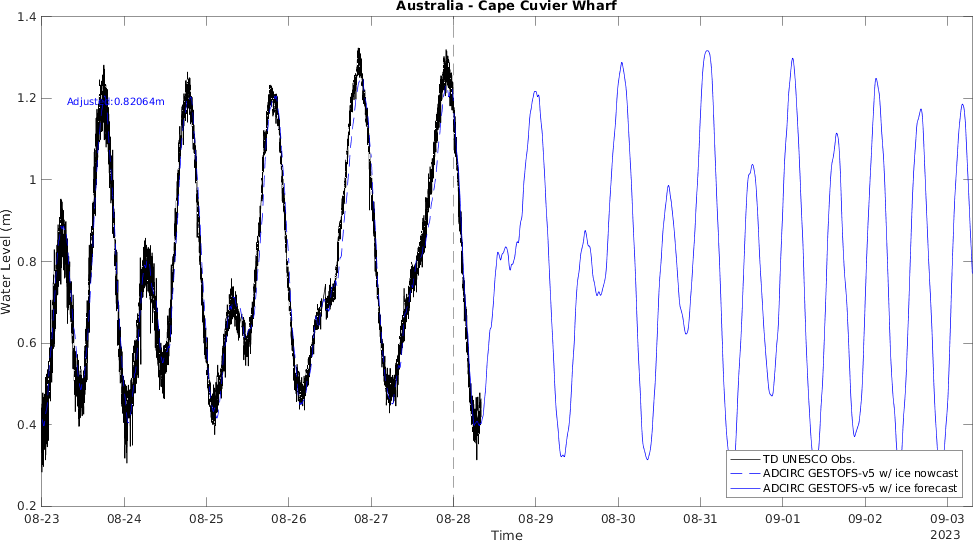 Australia - Cape Cuvier Wharf
1.4
1.2
1
0.8
0.6
0.4
0.2
Water Level (m)
Adjusted:0.82064m
TD UNESCO Obs.
ADCIRC GESTOFS-v5 w/ ice nowcast
ADCIRC GESTOFS-v5 w/ ice forecast
08-23 08-24 08-25 08-26 08-27 08-28 08-29 08-30 08-31 09-01 09-02 09-03
2023
Time